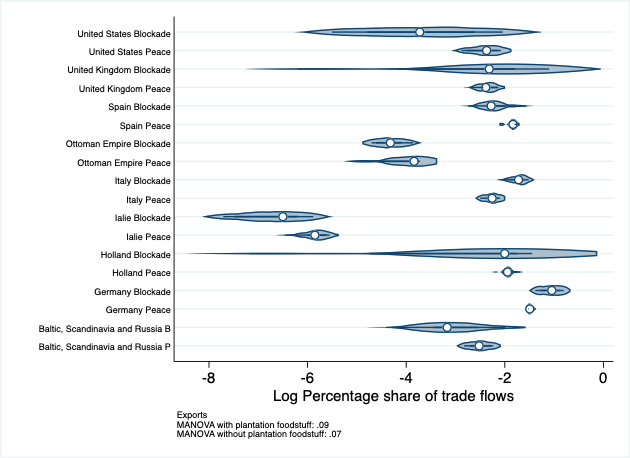 United States Blockade
United States Peace
United Kingdom Blockade
United Kingdom Peace
Spain Blockade
Spain Peace
Ottoman Empire Blockade
Ottoman Empire Peace
Italy Blockade
Italy Peace
Ialie Blockade
Ialie Peace
Holland Blockade
Holland Peace
Germany Blockade
Germany Peace
Baltic, Scandinavia and Russia B
Baltic, Scandinavia and Russia P
-8 -6 -4 -2 0
Log Percentage share of trade flows
Exports
MANOVA with plantation foodstuff: .09
MANOVA without plantation foodstuff: .07